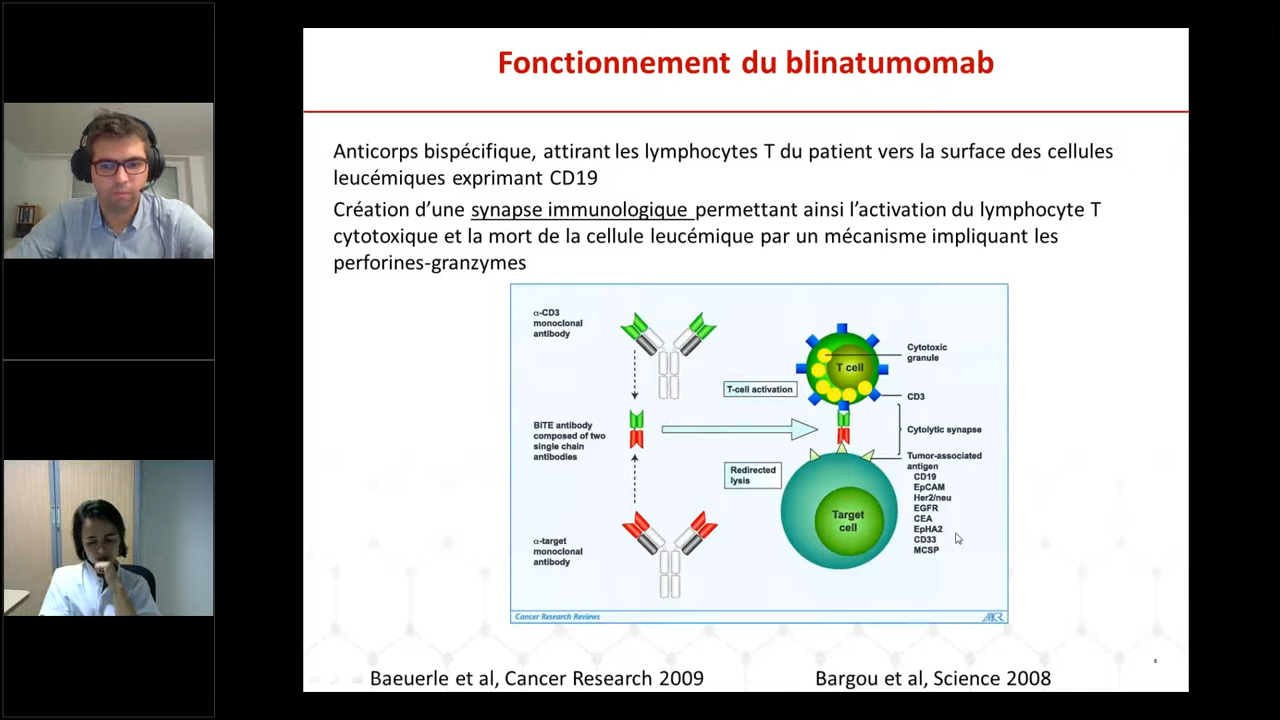 Fonctionnement du blinatumomab
Anticorps bispécifique, attirant les lymphocytes T du patient vers la surface des cellules
leucémiques exprimant CD19
Création d’une synapse immunologique permettant ainsi l’activation du lymphocyte T
cytotoxique et la mort de la cellule leucémique par un mécanisme impliquant les
perforines-granzymes
α-CD3
monoclonal
antibody
BiTE antibody
composed of two
single chain
antibodies
α-target
monoclonal
antibody
T-cell activation
Redirected
lysis
T cell
Target
cell
Cytotoxic
granule
CD3
Cytolytic synapse
Tumor-associated
antigen
CD19
EpCAM
Her2/neu
EGFR
CEA
EpHA2
CD33
MCSP
Cancer Research Reviews
AACR
Baeuerle et al, Cancer Research 2009
Bargou et al, Science 2008
6